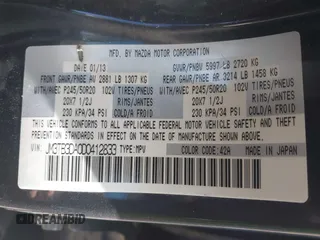 MFD. BY MAZDA MOTOR CORPORATION
DATE 01/13 GVWR/PNBV 5997 LB 2720 KG
FRONT GAWR/PNBE AV 2881 LB 1307 KG REAR GAWR/PNBE AR 3214 LB 1458 KG
WITH/AVEC P245/50R20 102V TIRES/PNEUS WITH/AVEC P245/50R20 102V TIRES/PNEUS
20X7 1/2J RIMS/JANTES 20X7 1/2J RIMS/JANTES
230 KPA/34 PSI COLD/A FROID 230 KPA/34 PSI COLD/A FROID
THIS VEHICLE CONFORMS TO ALL APPLICABLE FEDERAL MOTOR VEHICLE SAFETY,
BUMPER, AND THEFT PREVENTION STANDARDS IN EFFECT ON THE DATE OF
MANUFACTURE SHOWN ABOVE.
TYPE:MPV COLOR CODE:42A MADE IN JAPAN